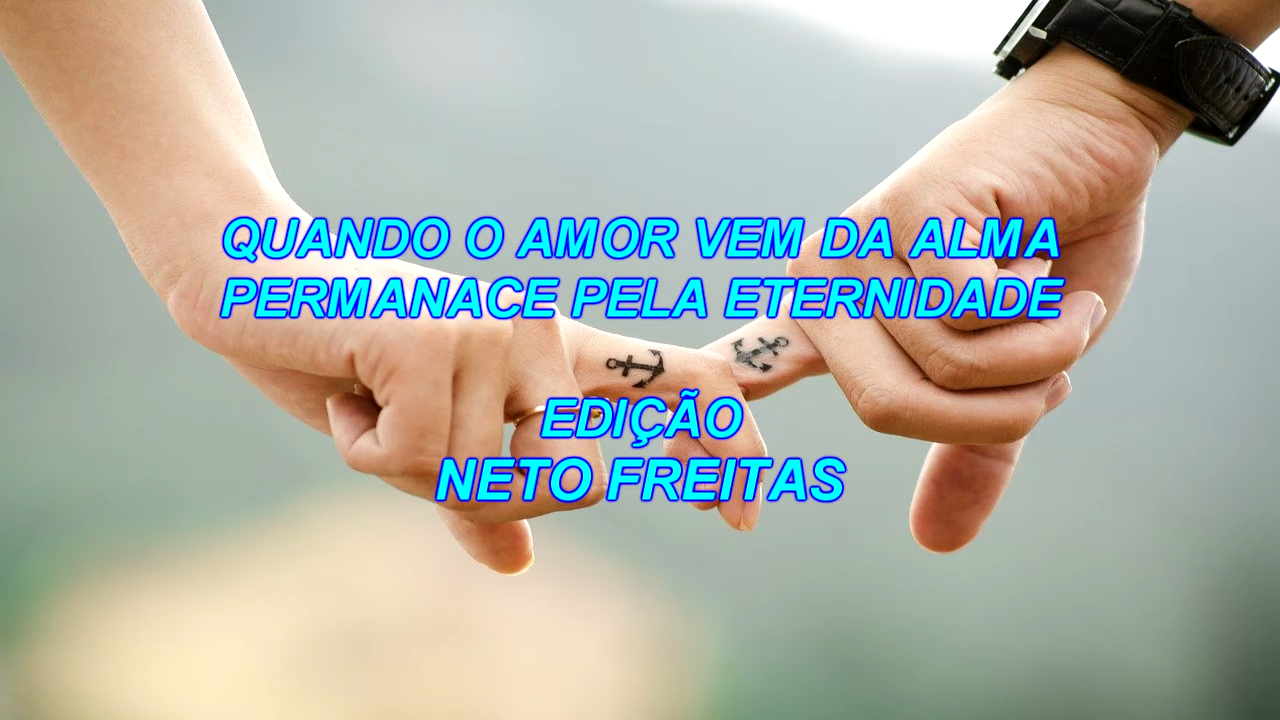 QUANDO O AMOR VEM DA ALMA
PERMANACE PELA ETERNIDADE
EDIÇÃO
NETO FREITAS